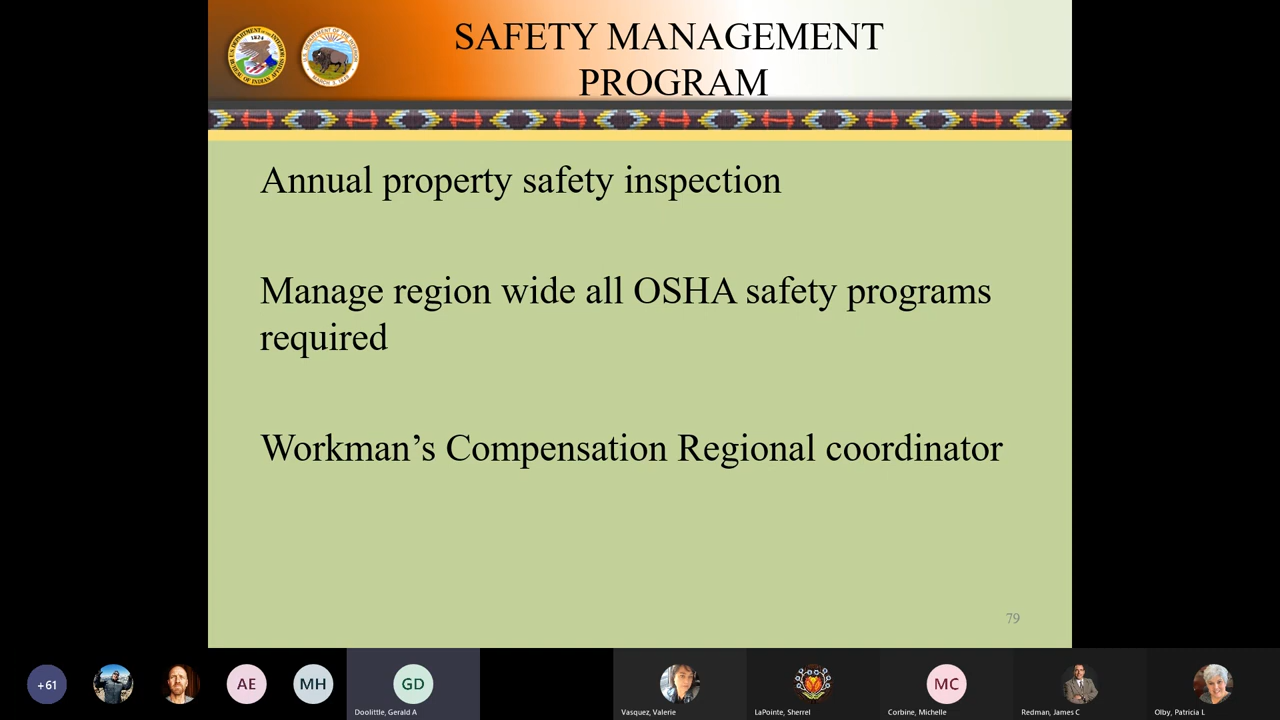 SAFETY MANAGEMENT
PROGRAM
1824
Annual property safety inspection
Manage region wide all OSHA safety programs
required
Workman’s Compensation Regional coordinator
79
+61
AE
MH
GD
MC
Doolittle, Gerald A
Vasquez, Valerie
LaPointe, Sherrel
Corbine, Michelle
Redman, James C
Olby, Patricia L